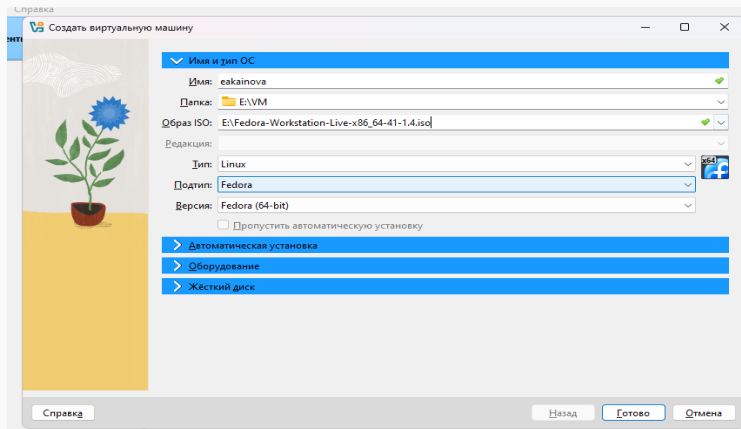 Справка
Создать виртуальную машину
Имя и тип ОС
Имя: eakainova
Папка: E:\VM
Образ ISO: E:\Fedora-Workstation-Live-x86_64-41-1.4.iso
Редакция:
Тип: Linux
x64
Подтип: Fedora
Версия: Fedora (64-bit)
Пропустить автоматическую установку
Автоматическая установка
Оборудование
Жёсткий диск
Справка
Назад Готово Отмена